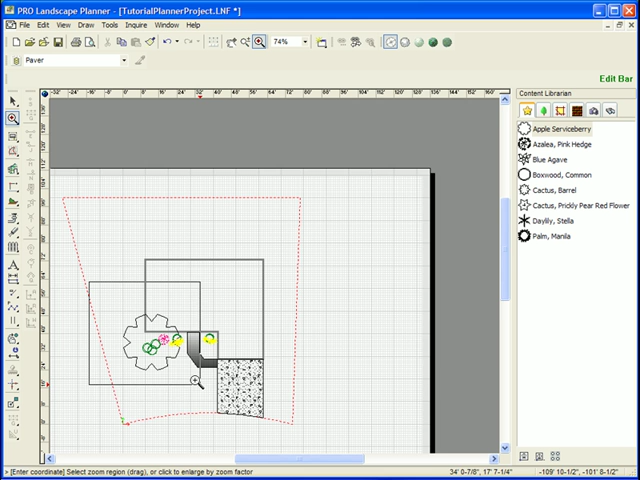 PRO Landscape Planner - [TutorialPlannerProject.LNF *]
File Edit View Draw Tools Inquire Window Help
74%
Paver
Edit Bar
Content Librarian
Apple Serviceberry
Azalea, Pink Hedge
Blue Agave
Boxwood, Common
Cactus, Barrel
Cactus, Prickly Pear Red Flower
Daylily, Stella
Palm, Manila
[Enter coordinate] Select zoom region (drag), or click to enlarge by zoom factor
34' 0-7/8", 17' 7-1/4"
-109' 10-1/2", -101' 8-1/2"